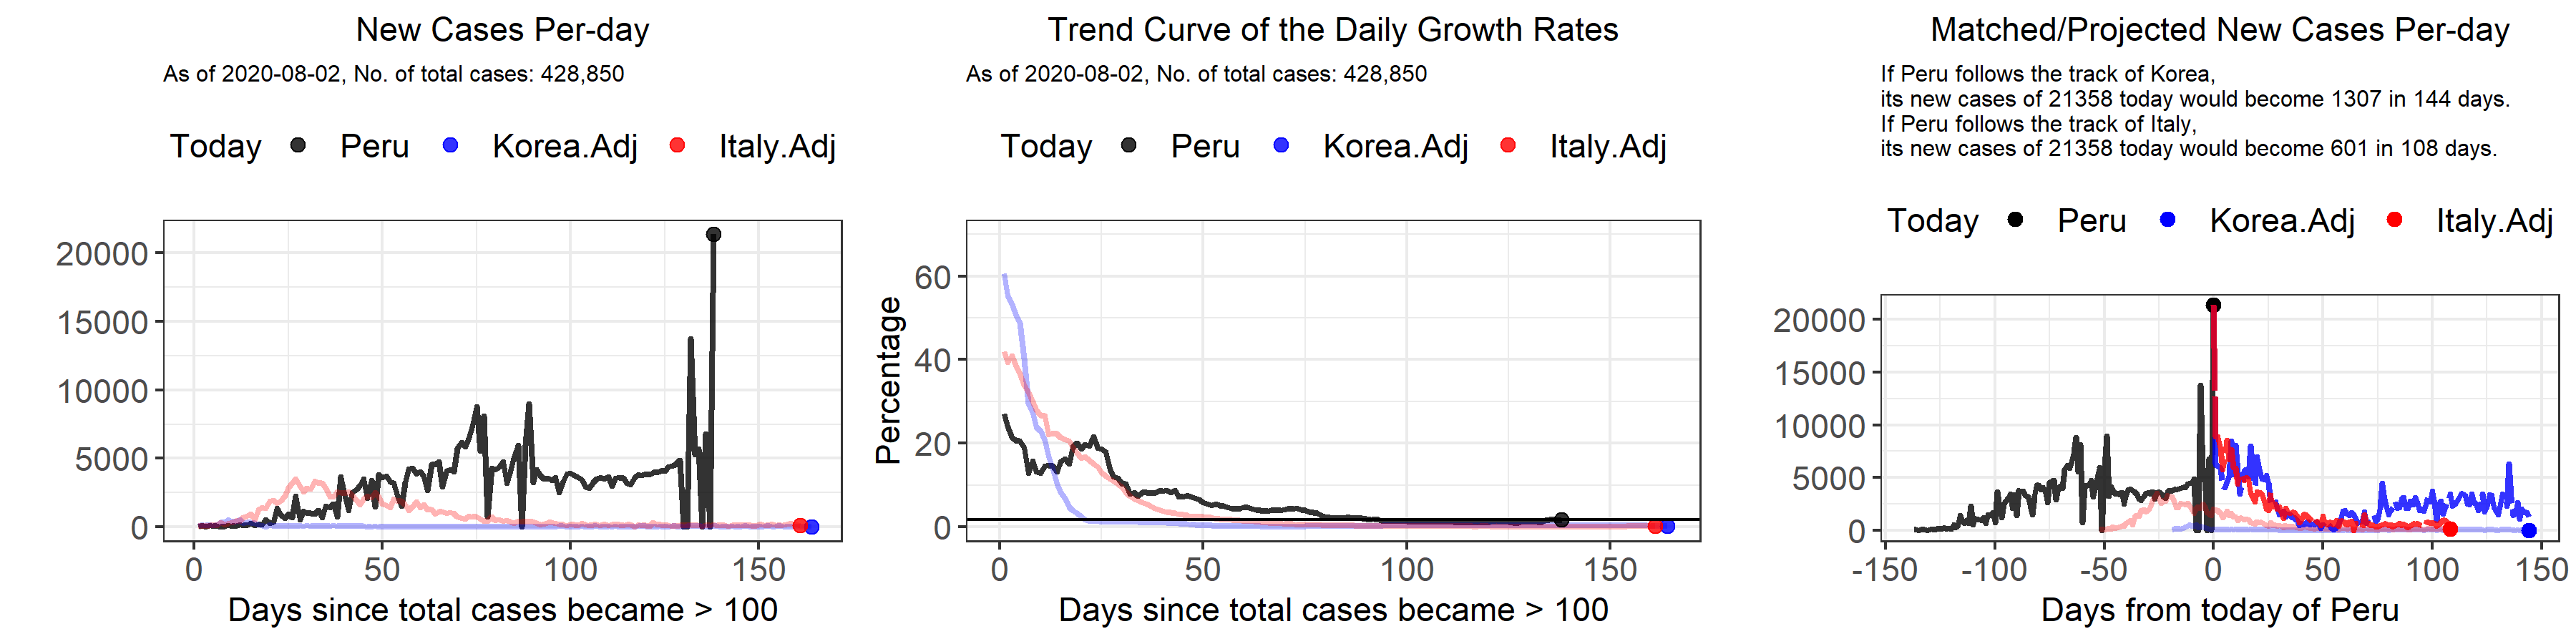 New Cases Per-day
As of 2020-08-02, No. of total cases: 428,850
Today Peru Korea.Adj Italy.Adj
20000
15000
10000
5000
0
0 50 100 150
Days since total cases became > 100
Trend Curve of the Daily Growth Rates
As of 2020-08-02, No. of total cases: 428,850
Today Peru Korea.Adj Italy.Adj
Percentage
60
40
20
0
0 50 100 150
Days since total cases became > 100
Matched/Projected New Cases Per-day
If Peru follows the track of Korea,
its new cases of 21358 today would become 1307 in 144 days.
If Peru follows the track of Italy,
its new cases of 21358 today would become 601 in 108 days.
Today Peru Korea.Adj Italy.Adj
20000
15000
10000
5000
0
-150 -100 -50 0 50 100 150
Days from today of Peru